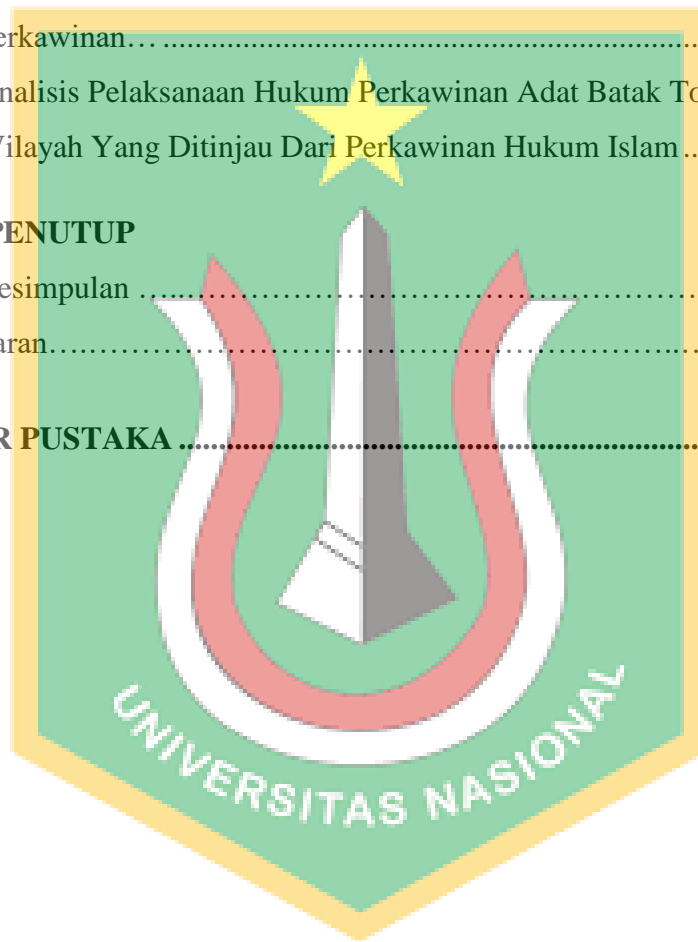 erkawinan… ......................................................................
nalisis Pelaksanaan Hukum Perkawinan Adat Batak To
Wilayah Yang Ditinjau Dari Perkawinan Hukum Islam ...
PENUTUP
esimpulan ……………………………………………………...
aran……………………………………………………………...
R PUSTAKA ..................................................................
UNIVERSITAS NASIONAL